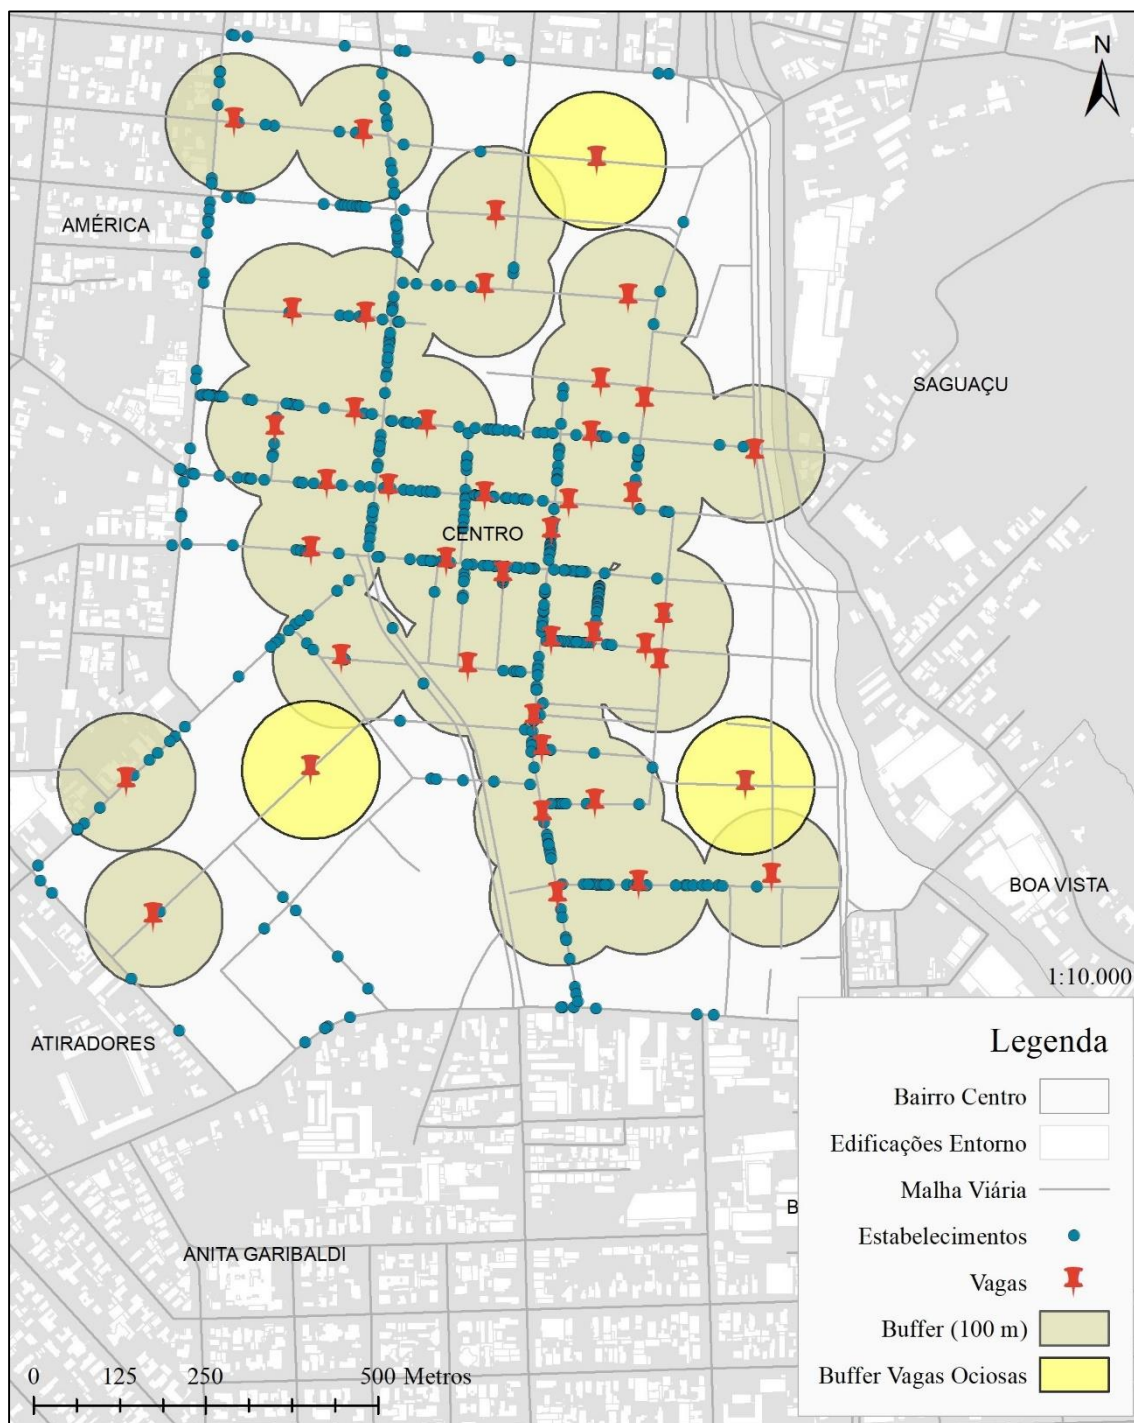 N
AMÉRICA
SAGUAÇU
CENTRO
BOA VISTA
1:10.000
ATIRADORES
ANITA GARIBALDI
B
Legenda
Bairro Centro
Edificações Entorno
Malha Viária
Estabelecimentos
Vagas
Buffer (100 m)
Buffer Vagas Ociosas
0 125 250 500 Metros